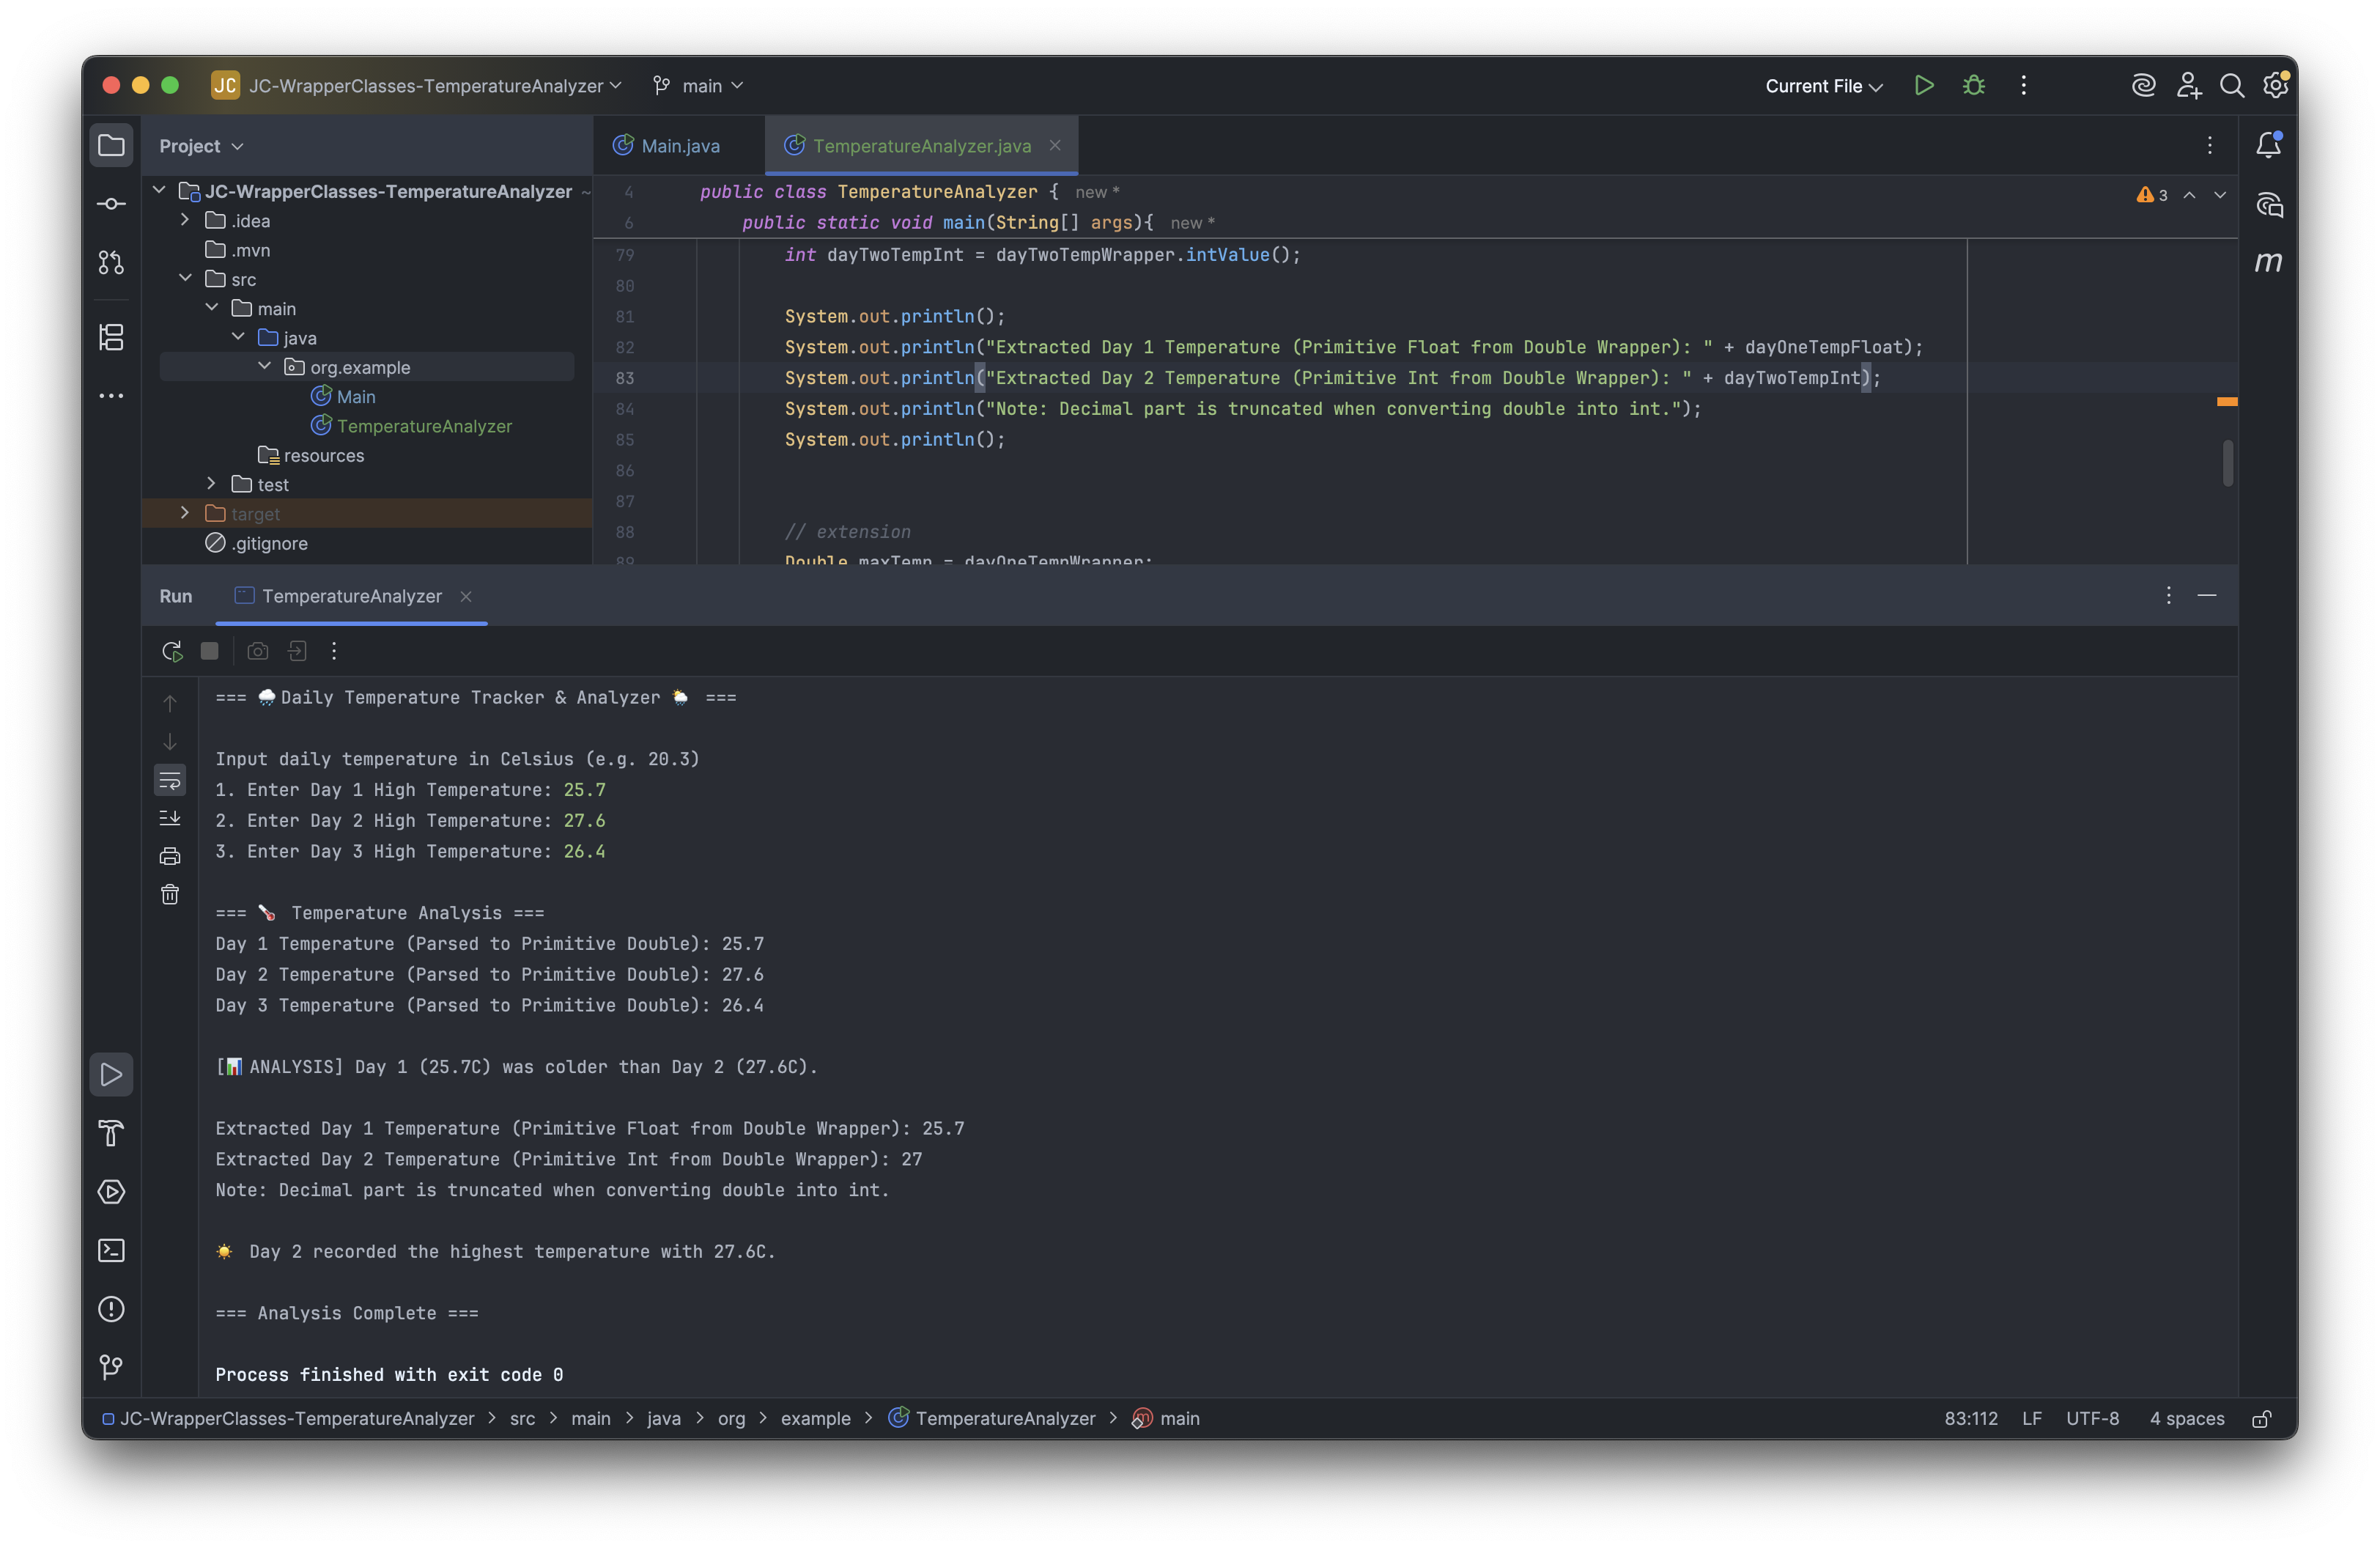 JC JC-WrapperClasses-TemperatureAnalyzer main Current File
Project
JC-WrapperClasses-TemperatureAnalyzer ~
.idea
.mvn
src
main
java
org.example
Main
TemperatureAnalyzer
resources
test
target
.gitignore
Main.java TemperatureAnalyzer.java
3
4 public class TemperatureAnalyzer { new *
6 public static void main(String[] args){ new *
79 int dayTwoTempInt = dayTwoTempWrapper.intValue();
80
81 System.out.println();
82 System.out.println("Extracted Day 1 Temperature (Primitive Float from Double Wrapper): " + dayOneTempFloat);
83 System.out.println("Extracted Day 2 Temperature (Primitive Int from Double Wrapper): " + dayTwoTempInt);
84 System.out.println("Note: Decimal part is truncated when converting double into int.");
85 System.out.println();
86
87
88 // extension
89 Double maxTemp = dayOneTempWrapper;
m
Run TemperatureAnalyzer
=== 🌧️Daily Temperature Tracker & Analyzer 🌦️ ===
Input daily temperature in Celsius (e.g. 20.3)
1. Enter Day 1 High Temperature: 25.7
2. Enter Day 2 High Temperature: 27.6
3. Enter Day 3 High Temperature: 26.4
=== 🌡️ Temperature Analysis ===
Day 1 Temperature (Parsed to Primitive Double): 25.7
Day 2 Temperature (Parsed to Primitive Double): 27.6
Day 3 Temperature (Parsed to Primitive Double): 26.4
[📊 ANALYSIS] Day 1 (25.7C) was colder than Day 2 (27.6C).
Extracted Day 1 Temperature (Primitive Float from Double Wrapper): 25.7
Extracted Day 2 Temperature (Primitive Int from Double Wrapper): 27
Note: Decimal part is truncated when converting double into int.
☀️ Day 2 recorded the highest temperature with 27.6C.
=== Analysis Complete ===
Process finished with exit code 0
JC-WrapperClasses-TemperatureAnalyzer > src > main > java > org > example > TemperatureAnalyzer > main 83:112 LF UTF-8 4 spaces